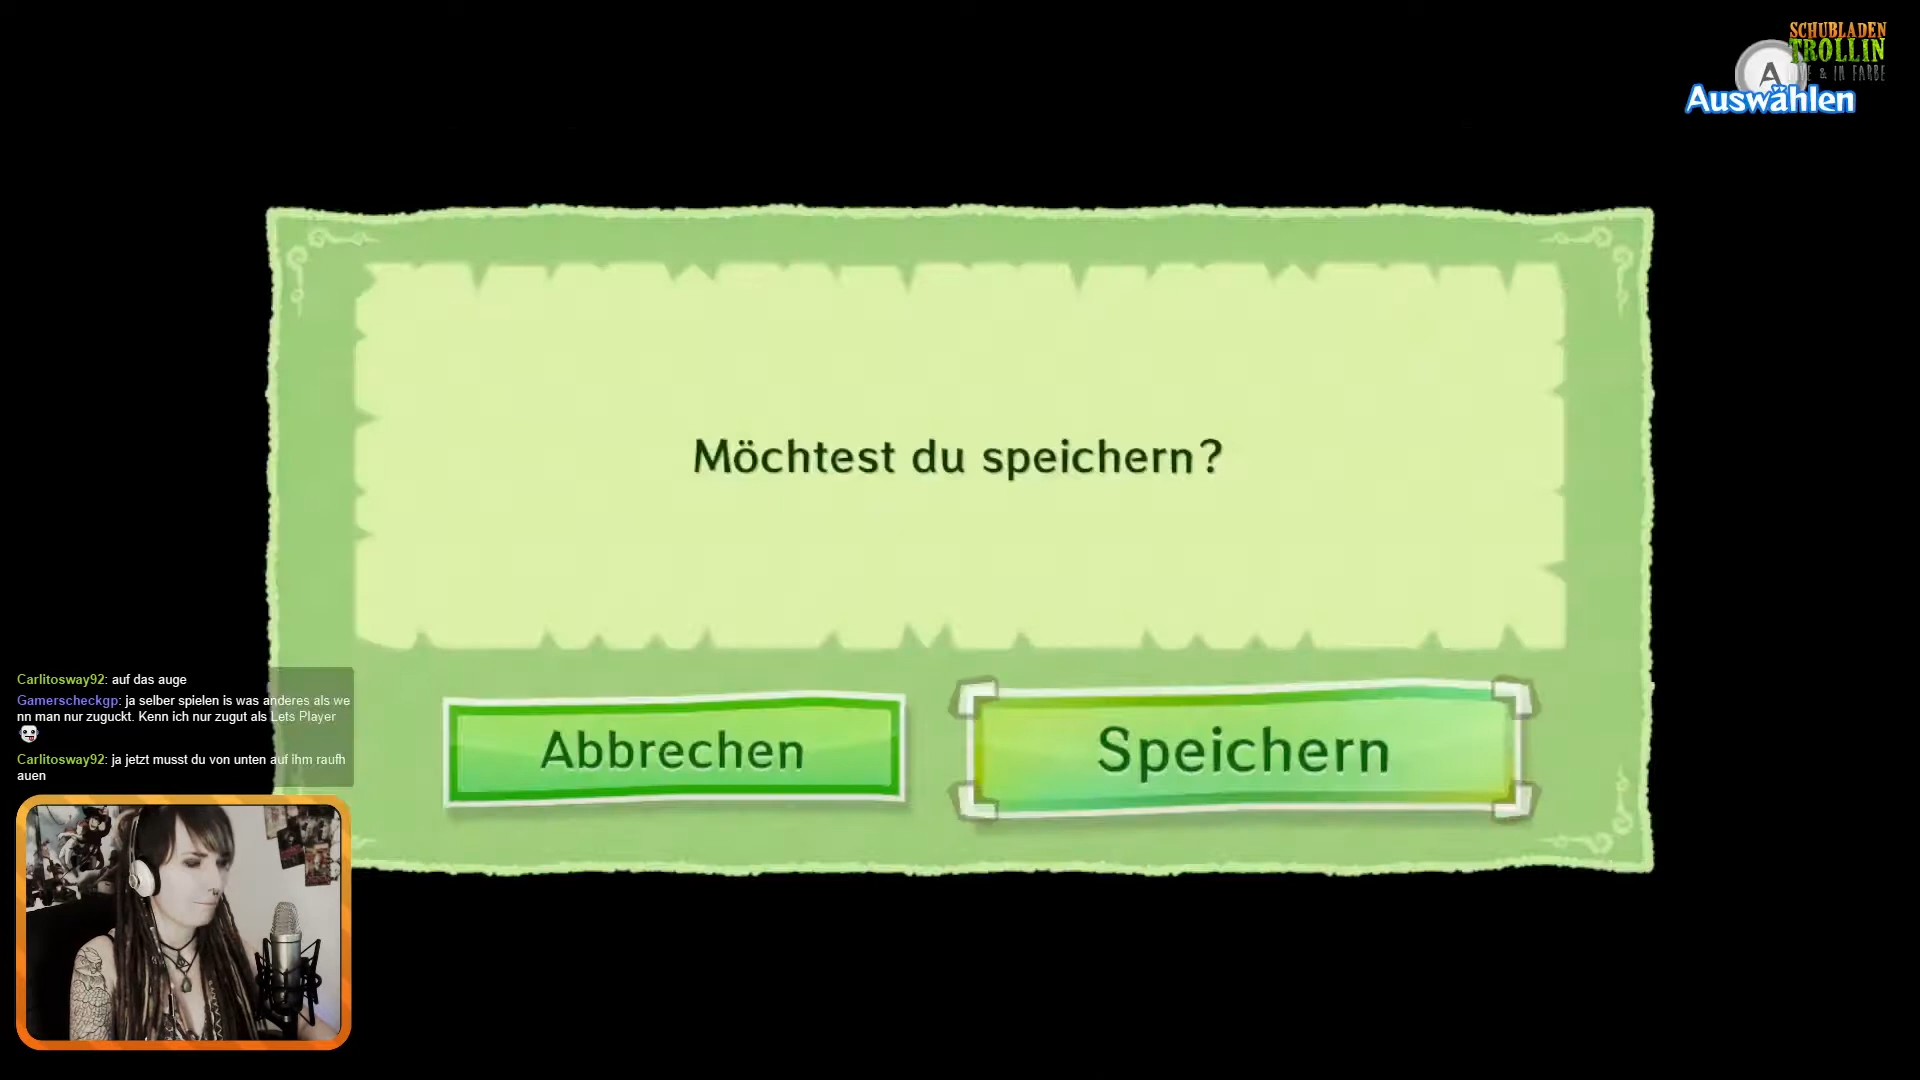 SCHUBLADEN
TROLLIN
& IN FARBE
A
Auswählen
Möchtest du speichern?
Abbrechen
Speichern
Carlitosway92: auf das auge
Gamerscheckgp: ja selber spielen is was anderes als we
nn man nur zuguckt. Kenn ich nur zugut als Lets Player
Carlitosway92: ja jetzt musst du von unten auf ihm raufh
auen